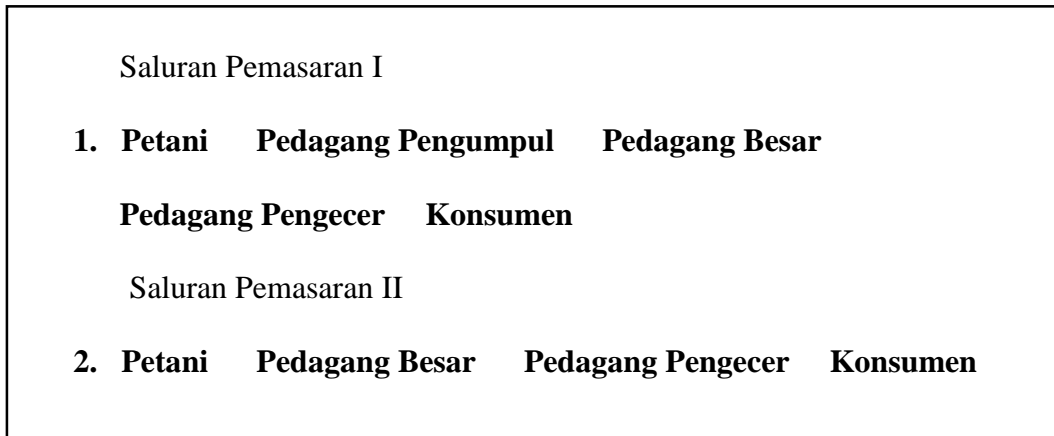 Saluran Pemasaran I
1. Petani Pedagang Pengumpul Pedagang Besar
Pedagang Pengecer Konsumen
Saluran Pemasaran II
2. Petani Pedagang Besar Pedagang Pengecer Konsumen